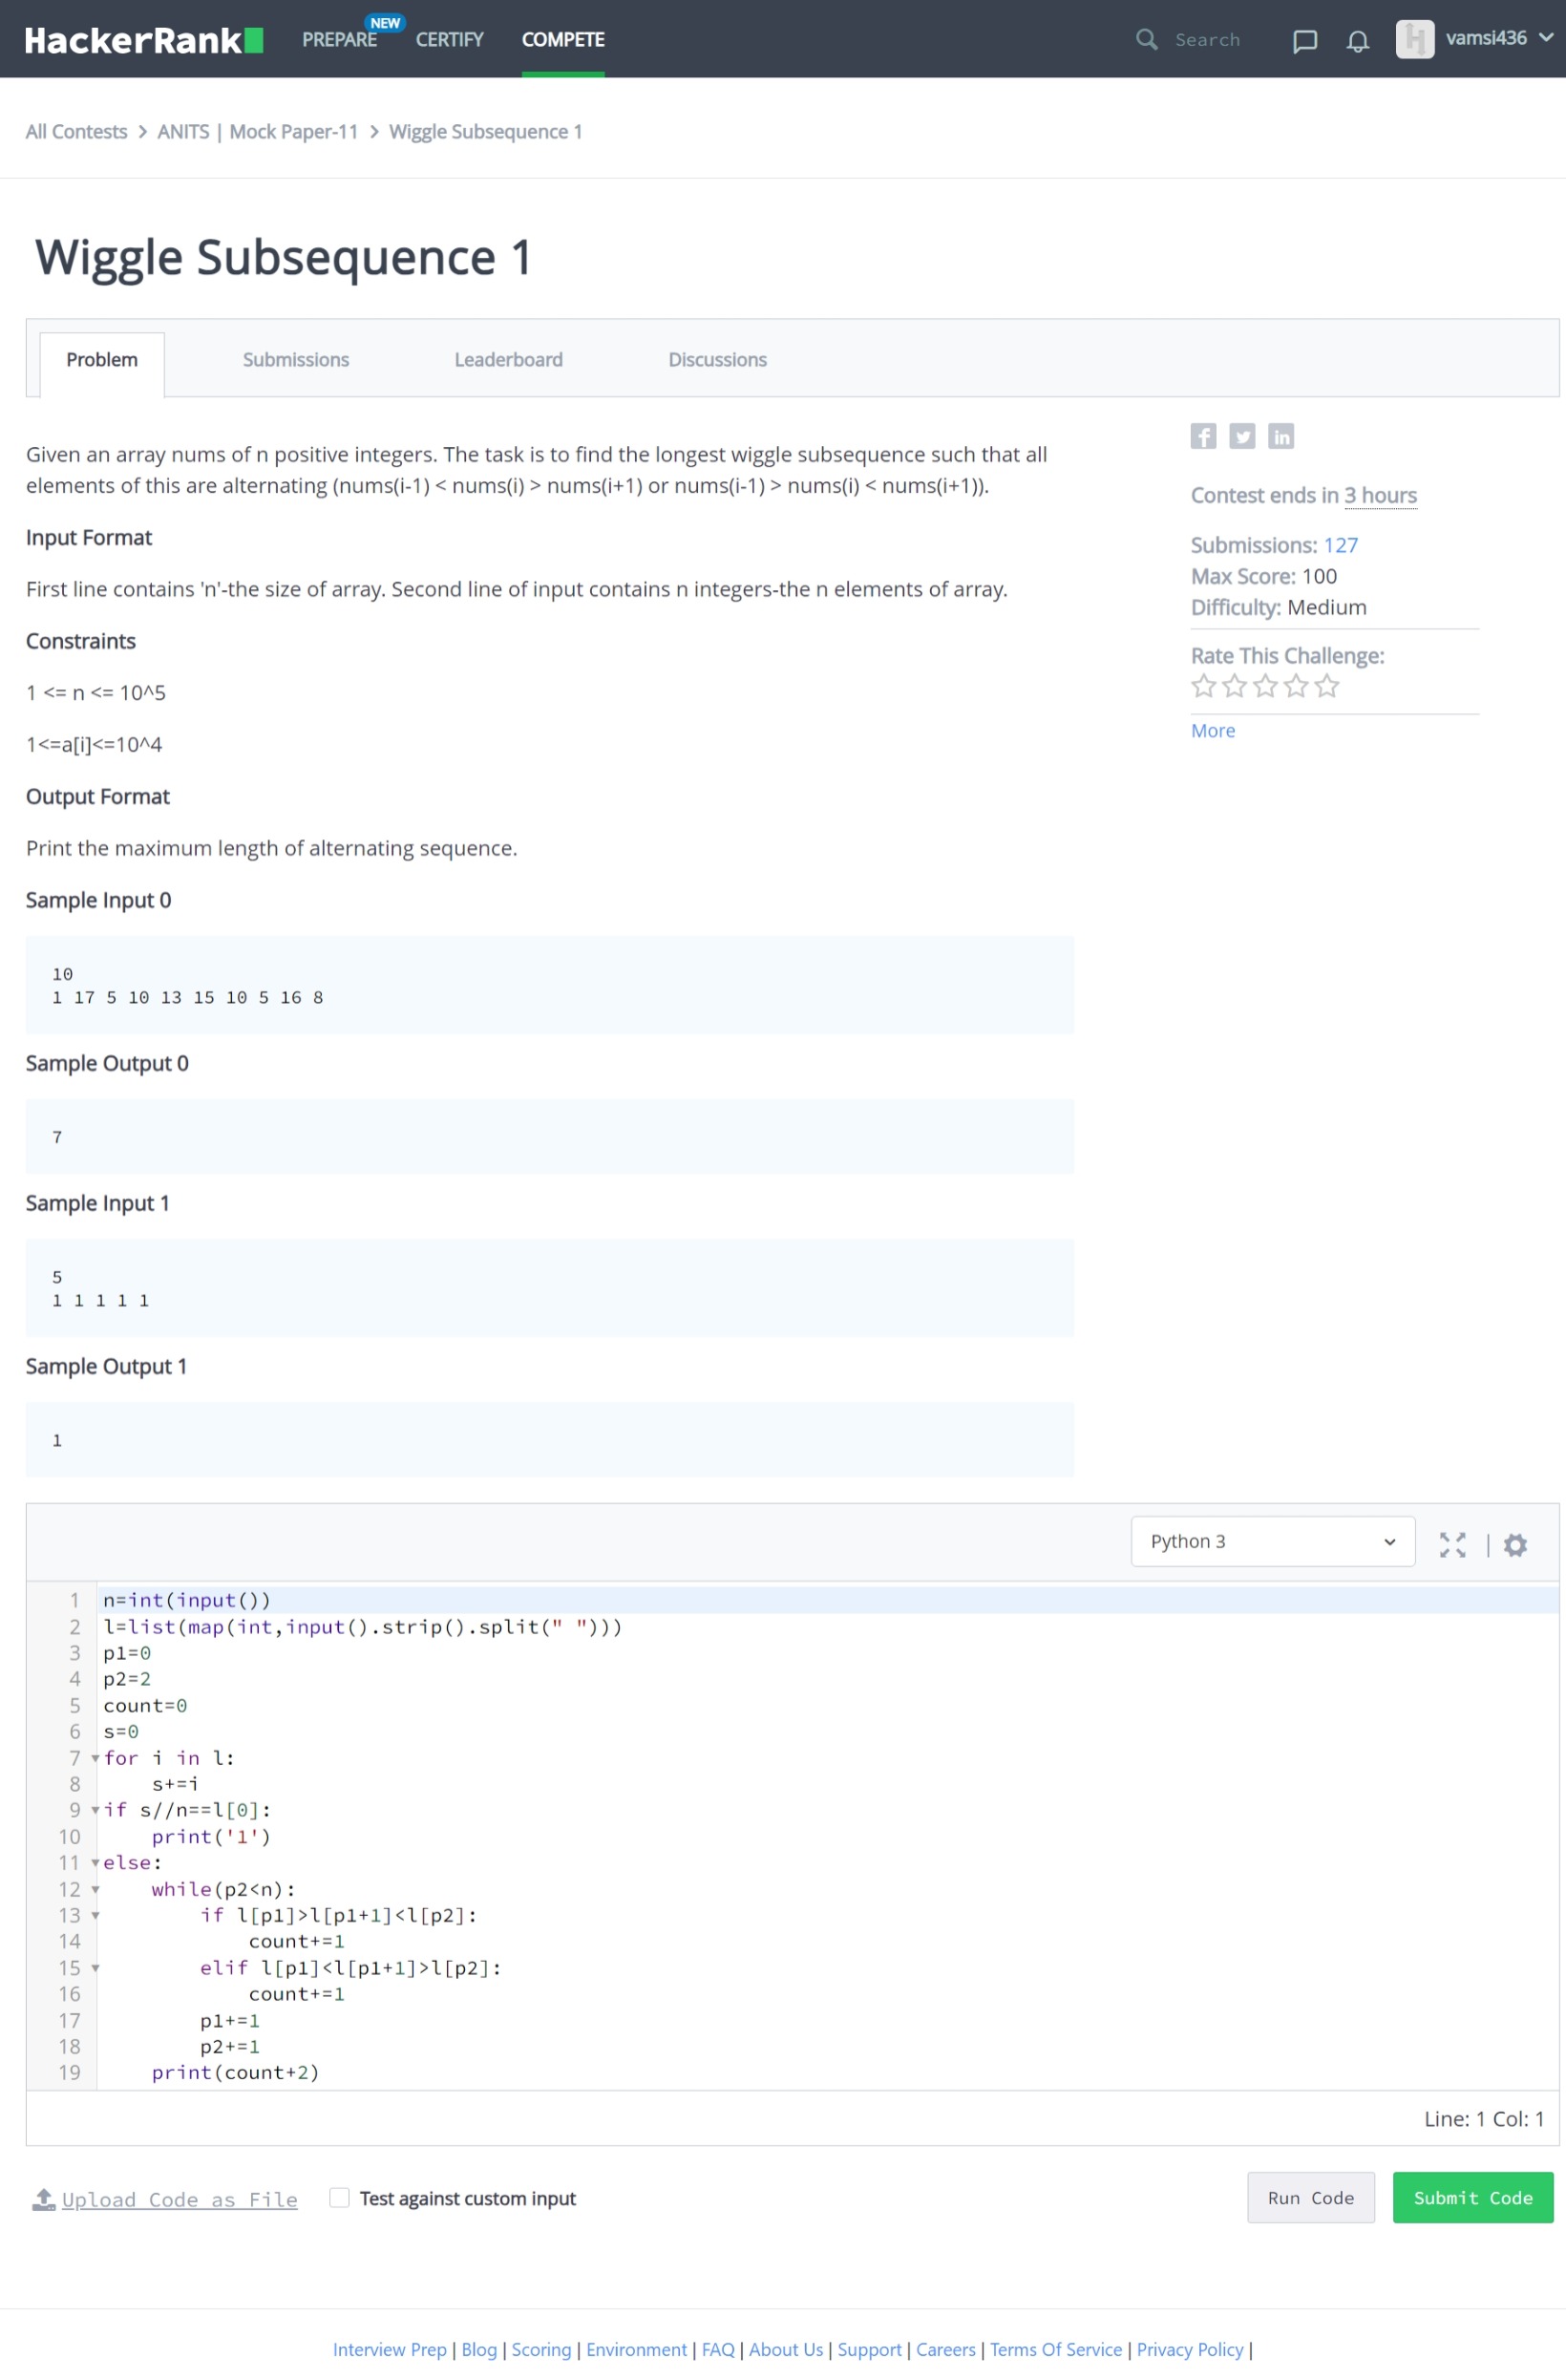 HackerRank PREPARE NEW CERTIFY COMPETE Search vamsi436
All Contests > ANITS | Mock Paper-11 > Wiggle Subsequence 1
Wiggle Subsequence 1
Problem Submissions Leaderboard Discussions
Given an array nums of n positive integers. The task is to find the longest wiggle subsequence such that all
elements of this are alternating (nums(i-1) < nums(i) > nums(i+1) or nums(i-1) > nums(i) < nums(i+1)).
Input Format
First line contains 'n'-the size of array. Second line of input contains n integers-the n elements of array.
Constraints
1 <= n <= 10^5
1<=a[i]<=10^4
Output Format
Print the maximum length of alternating sequence.
Sample Input 0
10
1 17 5 10 13 15 10 5 16 8
Sample Output 0
7
Sample Input 1
5
1 1 1 1 1
Sample Output 1
1
Contest ends in 3 hours
Submissions: 127
Max Score: 100
Difficulty: Medium
Rate This Challenge:
More
Python 3
1 n=int(input())
2 l=list(map(int,input().strip().split(" ")))
3 p1=0
4 p2=2
5 count=0
6 s=0
7 for i in l:
8     s+=i
9 if s//n==l[0]:
10     print('1')
11 else:
12     while(p2<n):
13         if l[p1]>l[p1+1]<l[p2]:
14             count+=1
15         elif l[p1]<l[p1+1]>l[p2]:
16             count+=1
17         p1+=1
18         p2+=1
19     print(count+2)
Line: 1 Col: 1
Upload Code as File Test against custom input Run Code Submit Code
Interview Prep | Blog | Scoring | Environment | FAQ | About Us | Support | Careers | Terms Of Service | Privacy Policy |